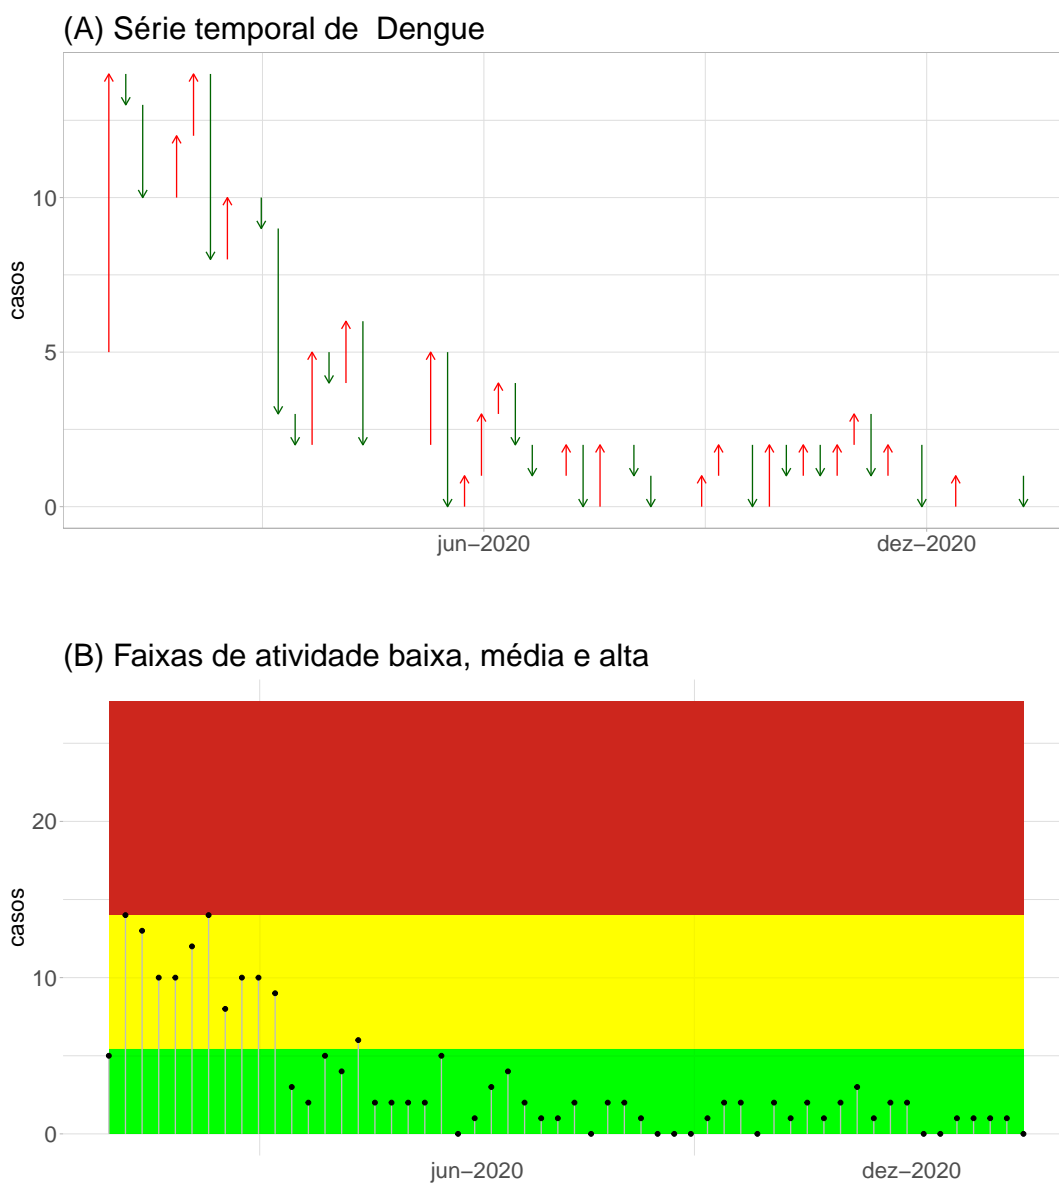 (A) Série temporal de  Dengue
casos
10
5
0
jun−2020 dez−2020
(B) Faixas de atividade baixa, média e alta
casos
20
10
0
jun−2020 dez−2020